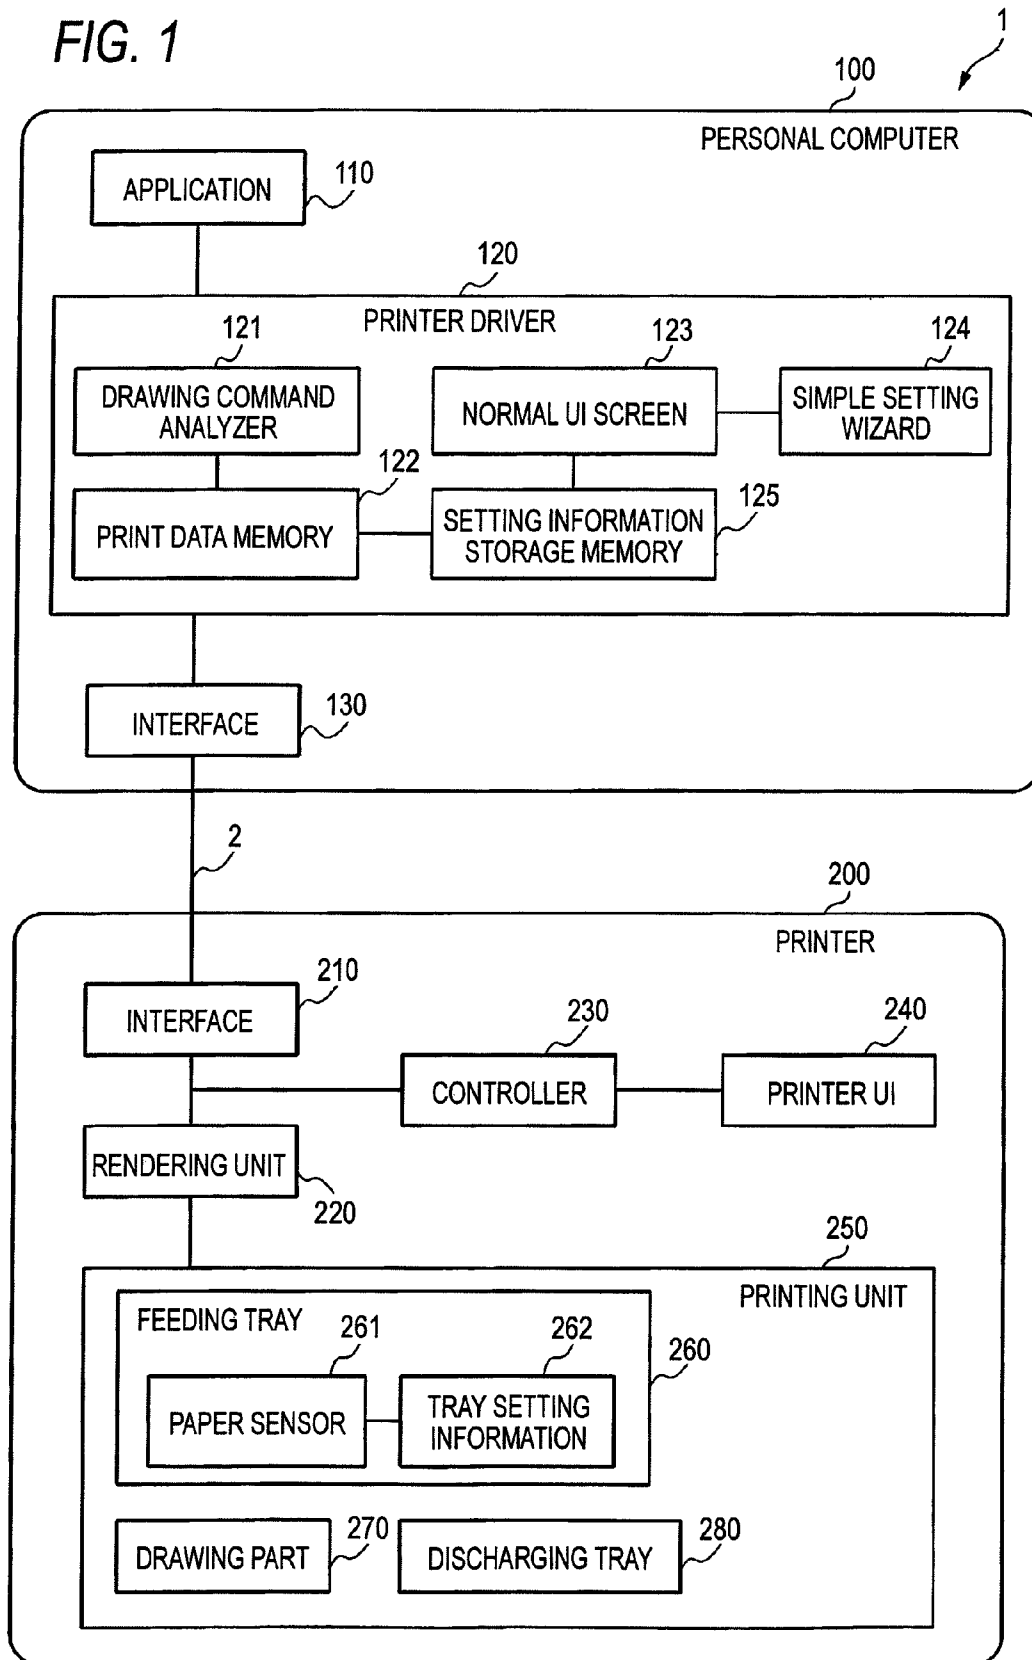 FIG. 1
1
100
PERSONAL COMPUTER
APPLICATION
110
120
PRINTER DRIVER
121
123
124
DRAWING COMMAND
ANALYZER
NORMAL UI SCREEN
SIMPLE SETTING
WIZARD
122
125
PRINT DATA MEMORY
SETTING INFORMATION
STORAGE MEMORY
INTERFACE
130
2
200
PRINTER
210
INTERFACE
230
240
CONTROLLER
PRINTER UI
RENDERING UNIT
220
250
PRINTING UNIT
FEEDING TRAY
261
262
260
PAPER SENSOR
TRAY SETTING
INFORMATION
270
280
DRAWING PART
DISCHARGING TRAY